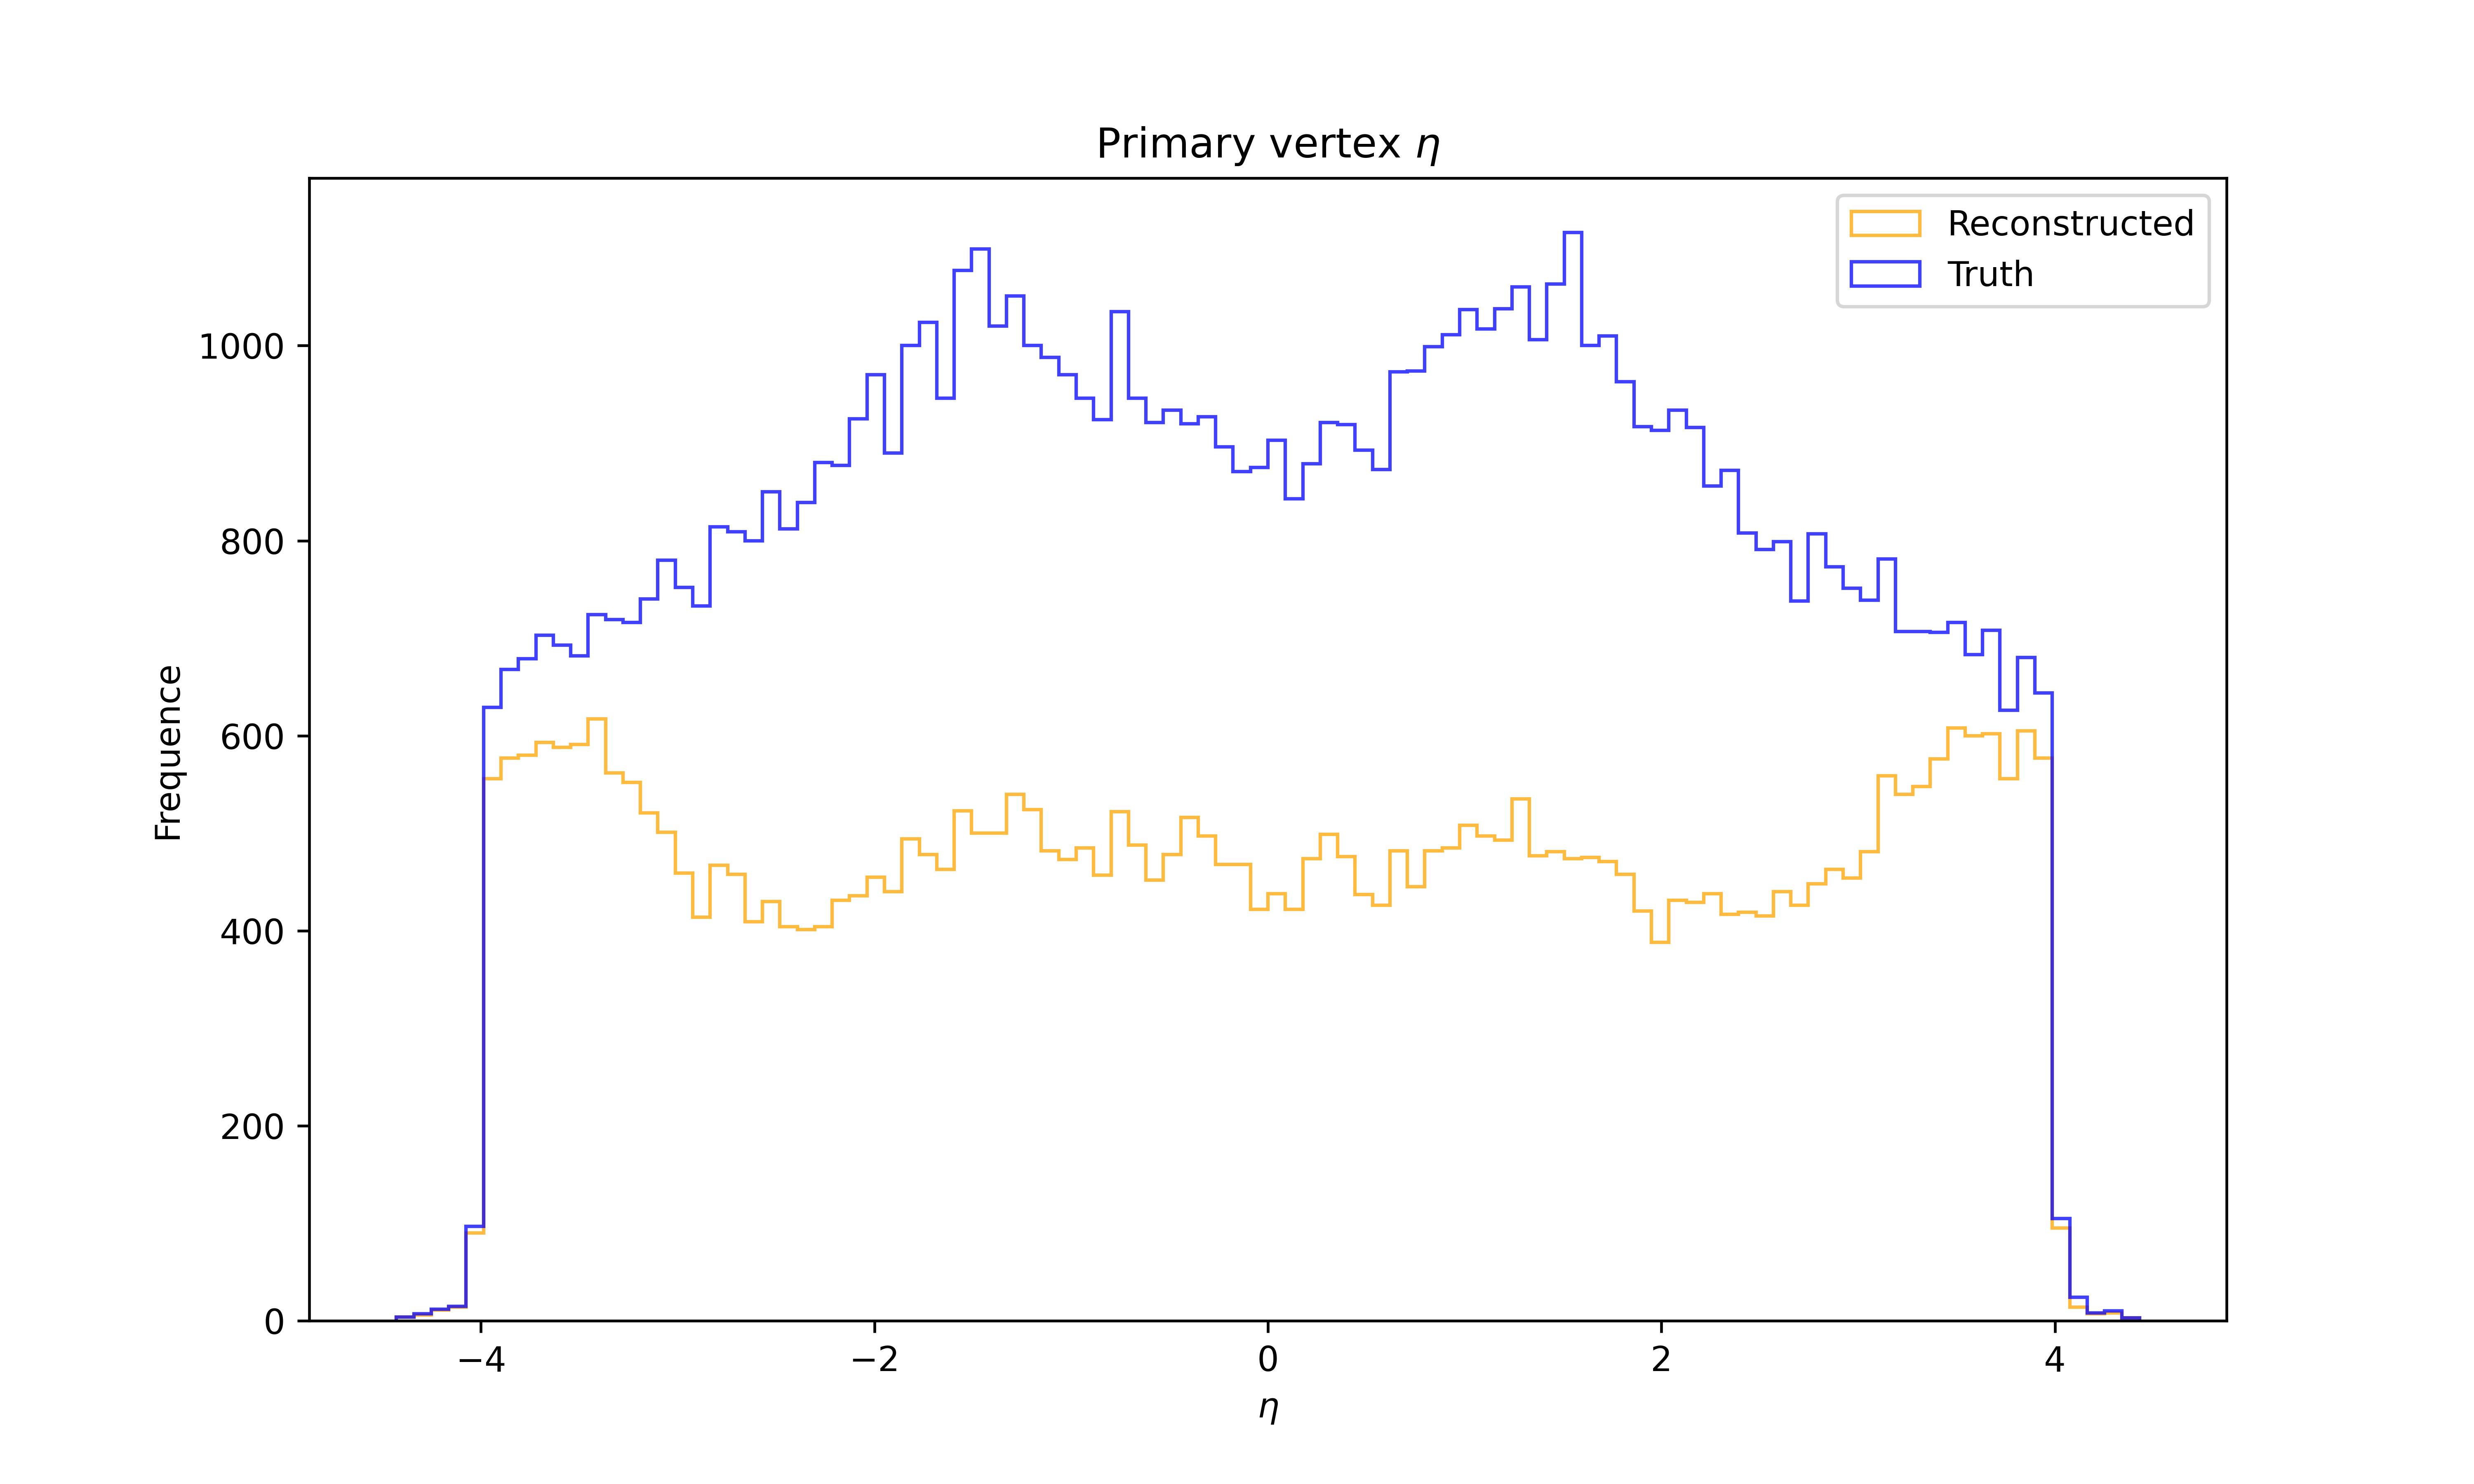 Primary vertex η
Reconstructed
Truth
1000
800
600
400
200
0
Frequence
−4
−2
0
2
4
η